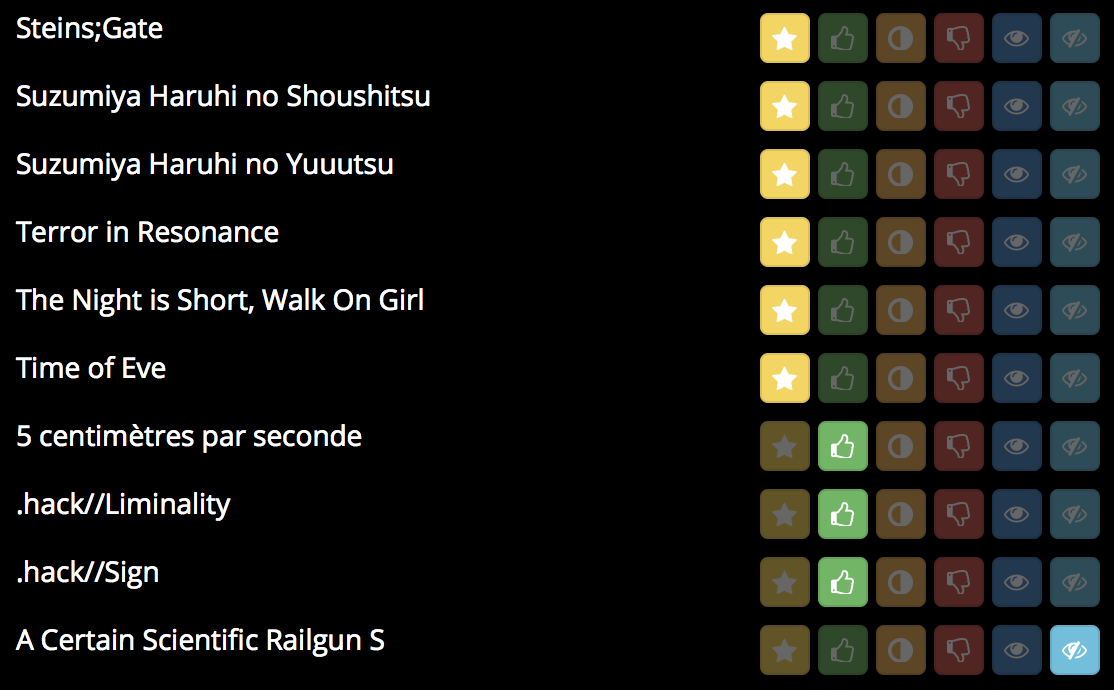 Steins;Gate
Suzumiya Haruhi no Shoushitsu
Suzumiya Haruhi no Yuuutsu
Terror in Resonance
The Night is Short, Walk On Girl
Time of Eve
5 centimètres par seconde
.hack//Liminality
.hack//Sign
A Certain Scientific Railgun S